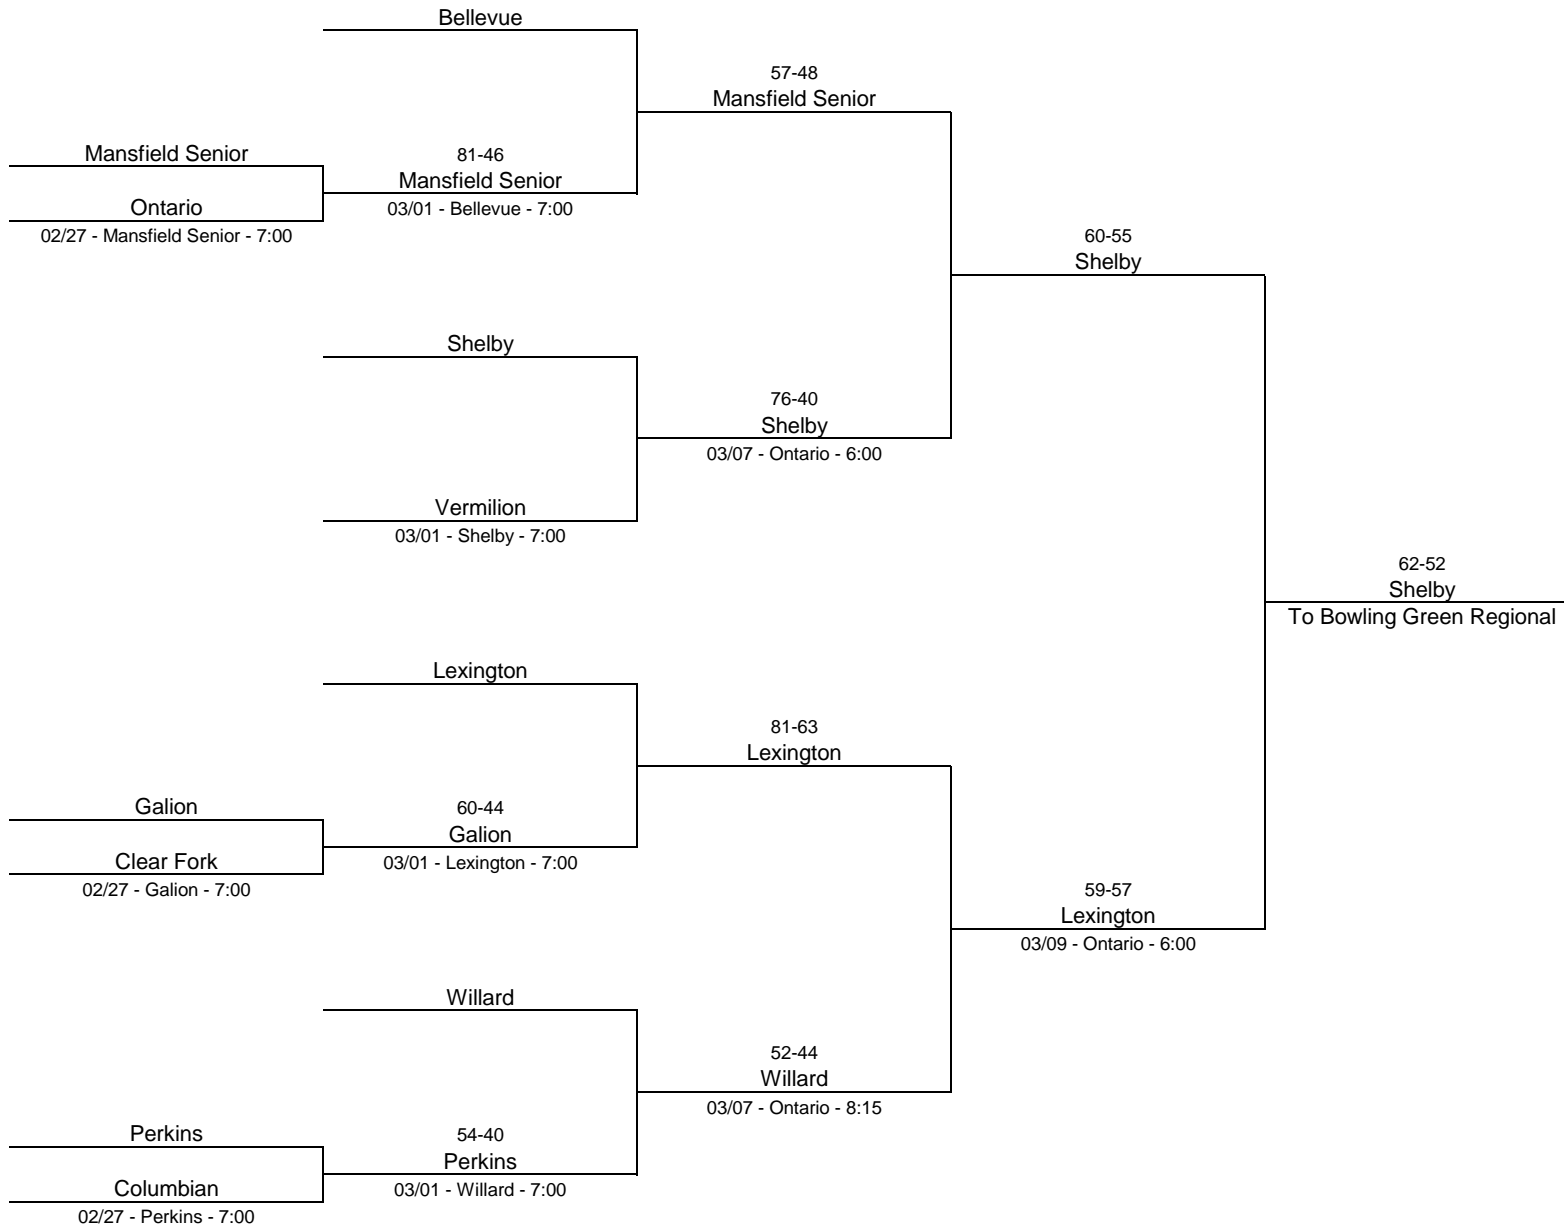 Bellevue
57-48
Mansfield Senior
Mansfield Senior
81-46
Mansfield Senior
Ontario
03/01 - Bellevue - 7:00
02/27 - Mansfield Senior - 7:00
60-55
Shelby
Shelby
76-40
Shelby
03/07 - Ontario - 6:00
Vermilion
03/01 - Shelby - 7:00
62-52
Shelby
To Bowling Green Regional
Lexington
81-63
Lexington
Galion
60-44
Galion
Clear Fork
03/01 - Lexington - 7:00
02/27 - Galion - 7:00
59-57
Lexington
03/09 - Ontario - 6:00
Willard
52-44
Willard
03/07 - Ontario - 8:15
Perkins
54-40
Perkins
Columbian
03/01 - Willard - 7:00
02/27 - Perkins - 7:00